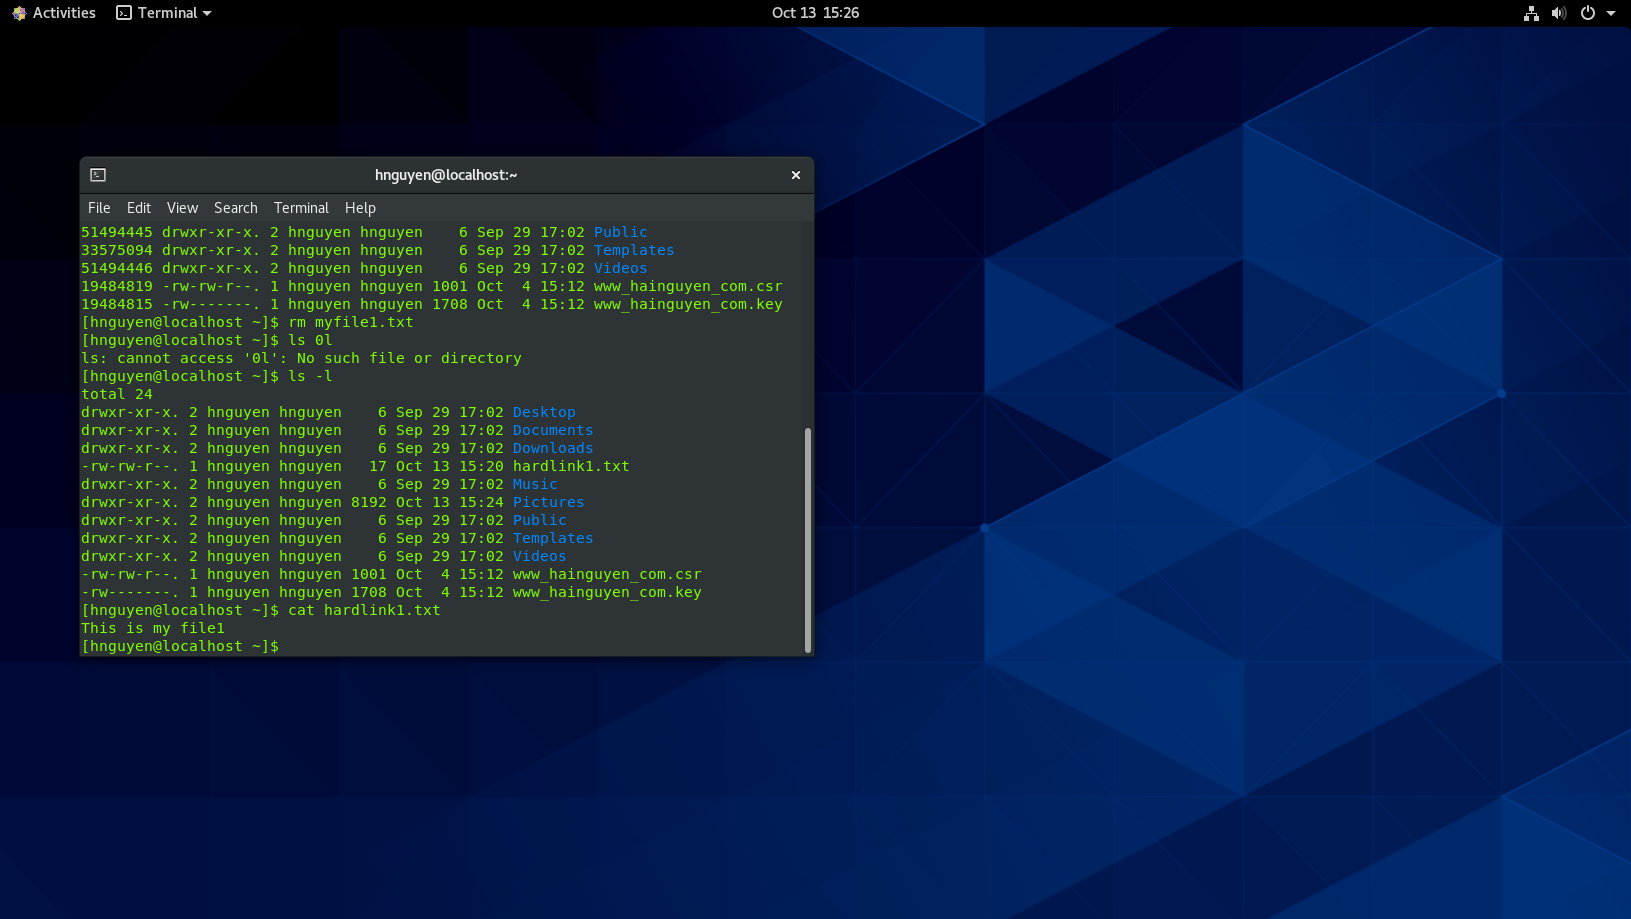 Activities Terminal Oct 13 15:26
hnguyen@localhost:~
File Edit View Search Terminal Help
51494445 drwxr-xr-x. 2 hnguyen hnguyen    6 Sep 29 17:02 Public
33575094 drwxr-xr-x. 2 hnguyen hnguyen    6 Sep 29 17:02 Templates
51494446 drwxr-xr-x. 2 hnguyen hnguyen    6 Sep 29 17:02 Videos
19484819 -rw-rw-r--. 1 hnguyen hnguyen 1001 Oct  4 15:12 www_hainguyen_com.csr
19484815 -rw-------. 1 hnguyen hnguyen 1708 Oct  4 15:12 www_hainguyen_com.key
[hnguyen@localhost ~]$ rm myfile1.txt
[hnguyen@localhost ~]$ ls 0l
ls: cannot access '0l': No such file or directory
[hnguyen@localhost ~]$ ls -l
total 24
drwxr-xr-x. 2 hnguyen hnguyen    6 Sep 29 17:02 Desktop
drwxr-xr-x. 2 hnguyen hnguyen    6 Sep 29 17:02 Documents
drwxr-xr-x. 2 hnguyen hnguyen    6 Sep 29 17:02 Downloads
-rw-rw-r--. 1 hnguyen hnguyen   17 Oct 13 15:20 hardlink1.txt
drwxr-xr-x. 2 hnguyen hnguyen    6 Sep 29 17:02 Music
drwxr-xr-x. 2 hnguyen hnguyen 8192 Oct 13 15:24 Pictures
drwxr-xr-x. 2 hnguyen hnguyen    6 Sep 29 17:02 Public
drwxr-xr-x. 2 hnguyen hnguyen    6 Sep 29 17:02 Templates
drwxr-xr-x. 2 hnguyen hnguyen    6 Sep 29 17:02 Videos
-rw-rw-r--. 1 hnguyen hnguyen 1001 Oct  4 15:12 www_hainguyen_com.csr
-rw-------. 1 hnguyen hnguyen 1708 Oct  4 15:12 www_hainguyen_com.key
[hnguyen@localhost ~]$ cat hardlink1.txt
This is my file1
[hnguyen@localhost ~]$